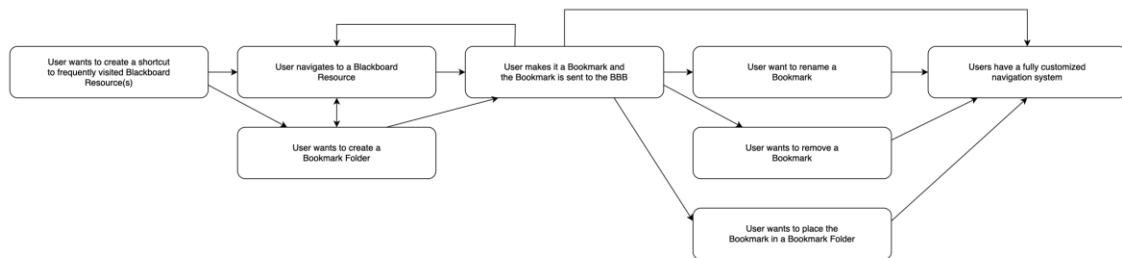 User wants to create a shortcut
to frequently visited Blackboard
Resource(s)
User navigates to a Blackboard
Resource
User makes it a Bookmark and
the Bookmark is sent to the BBB
User want to rename a
Bookmark
Users have a fully customized
navigation system
User wants to create a
Bookmark Folder
User wants to remove a
Bookmark
User wants to place the
Bookmark in a Bookmark Folder